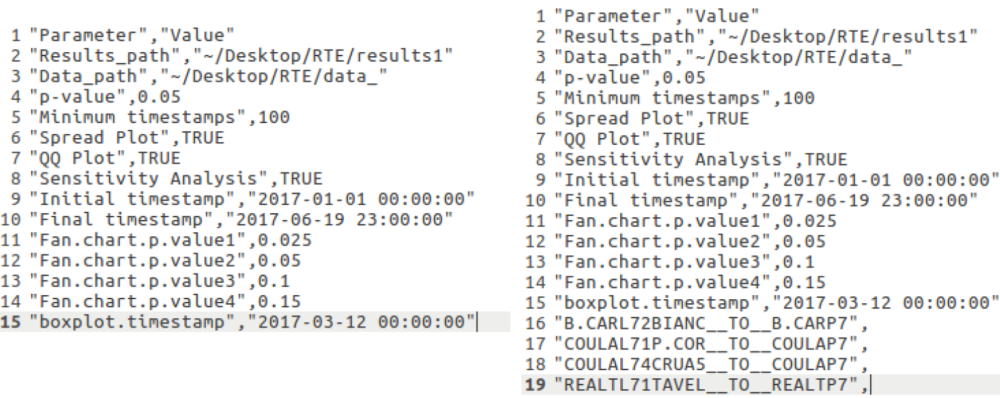 1 "Parameter","Value"
2 "Results_path","~/Desktop/RTE/results1"
3 "Data_path","~/Desktop/RTE/data_"
4 "p-value",0.05
5 "Minimum timestamps",100
6 "Spread Plot",TRUE
7 "QQ Plot",TRUE
8 "Sensitivity Analysis",TRUE
9 "Initial timestamp","2017-01-01 00:00:00"
10 "Final timestamp","2017-06-19 23:00:00"
11 "Fan.chart.p.value1",0.025
12 "Fan.chart.p.value2",0.05
13 "Fan.chart.p.value3",0.1
14 "Fan.chart.p.value4",0.15
15 "boxplot.timestamp","2017-03-12 00:00:00"
1 "Parameter","Value"
2 "Results_path","~/Desktop/RTE/results1"
3 "Data_path","~/Desktop/RTE/data_"
4 "p-value",0.05
5 "Minimum timestamps",100
6 "Spread Plot",TRUE
7 "QQ Plot",TRUE
8 "Sensitivity Analysis",TRUE
9 "Initial timestamp","2017-01-01 00:00:00"
10 "Final timestamp","2017-06-19 23:00:00"
11 "Fan.chart.p.value1",0.025
12 "Fan.chart.p.value2",0.05
13 "Fan.chart.p.value3",0.1
14 "Fan.chart.p.value4",0.15
15 "boxplot.timestamp","2017-03-12 00:00:00"
16 "B.CARL72BIANC__TO__B.CARP7",
17 "COULAL71P.COR__TO__COULAP7",
18 "COULAL74CRUA5__TO__COULAP7",
19 "REALTL71TAVEL__TO__REALTP7",